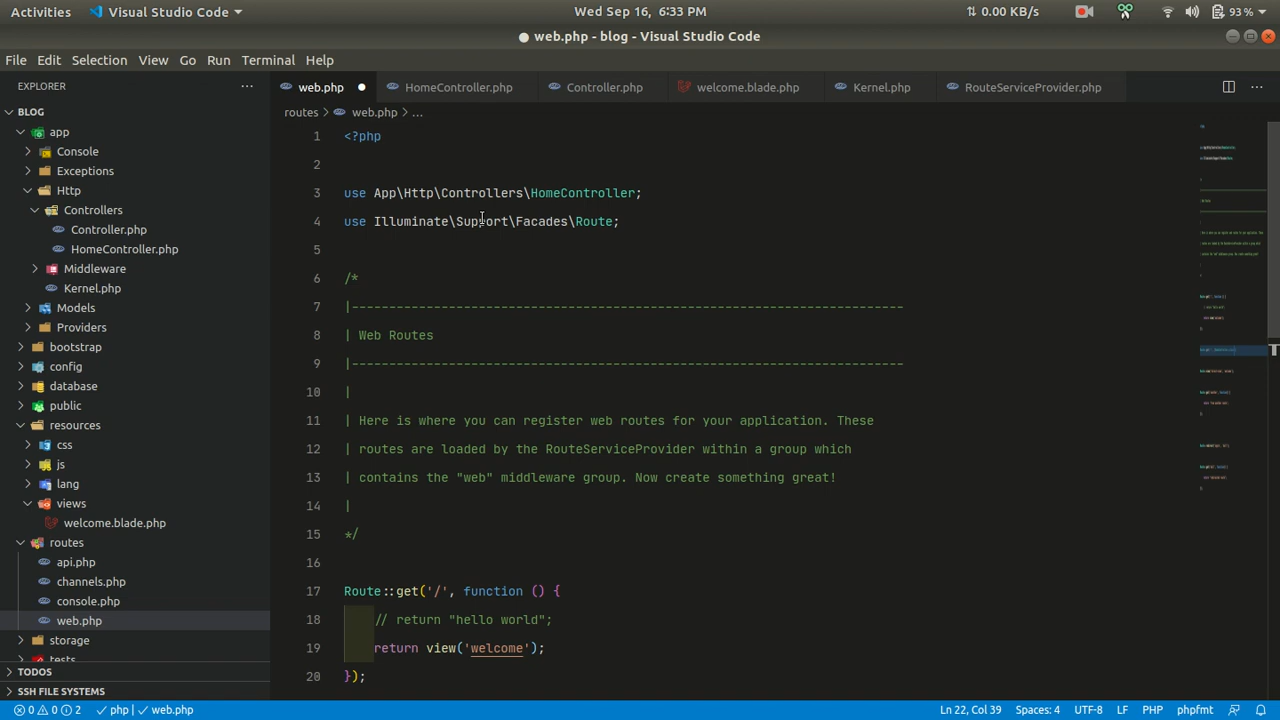 Activities Visual Studio Code Wed Sep 16, 6:33 PM 0.00 KB/s 93 %
● web.php - blog - Visual Studio Code
File Edit Selection View Go Run Terminal Help
EXPLORER ···
web.php ●
HomeController.php
Controller.php
welcome.blade.php
Kernel.php
RouteServiceProvider.php
···
BLOG
app
Console
Exceptions
Http
Controllers
Controller.php
HomeController.php
Middleware
Kernel.php
Models
Providers
bootstrap
config
database
public
resources
css
js
lang
views
welcome.blade.php
routes
api.php
channels.php
console.php
web.php
storage
tests
TODOS
SSH FILE SYSTEMS
routes > web.php > ...
1 <?php
2
3 use App\Http\Controllers\HomeController;
4 use Illuminate\Support\Facades\Route;
5
6 /*
7 |--------------------------------------------------------------------------
8 | Web Routes
9 |--------------------------------------------------------------------------
10 |
11 | Here is where you can register web routes for your application. These
12 | routes are loaded by the RouteServiceProvider within a group which
13 | contains the "web" middleware group. Now create something great!
14 |
15 */
16
17 Route::get('/', function () {
18 // return "hello world";
19 return view('welcome');
20 });
0 0 2 php | web.php Ln 22, Col 39 Spaces: 4 UTF-8 LF PHP phpfmt